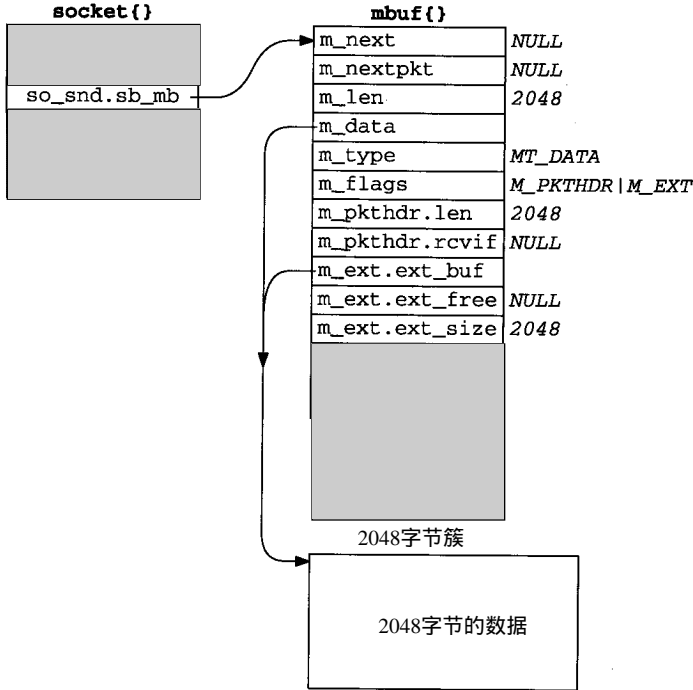 socket{}
mbuf{}
so_snd.sb_mb
m_next NULL
m_nextpkt NULL
m_len 2048
m_data
m_type MT_DATA
m_flags M_PKTHDR|M_EXT
m_pkthdr.len 2048
m_pkthdr.rcvif NULL
m_ext.ext_buf
m_ext.ext_free NULL
m_ext.ext_size 2048
2048字节簇
2048字节的数据